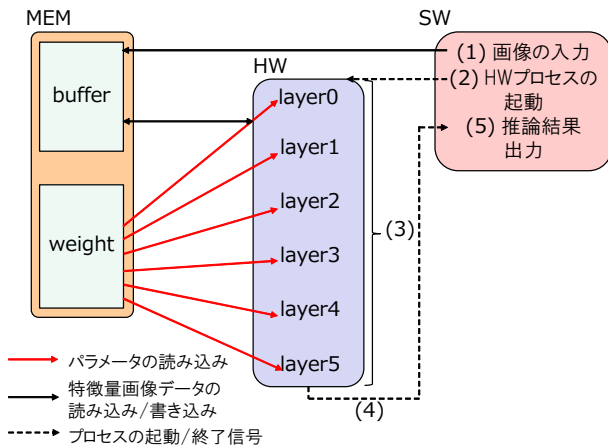 MEM
SW
buffer
(1) 画像の入力
(2) HWプロセスの
起動
(5) 推論結果
出力
HW
layer0
layer1
layer2
layer3
layer4
layer5
weight
(3)
(4)
パラメータの読み込み
特徴量画像データの
読み込み/書き込み
プロセスの起動/終了信号